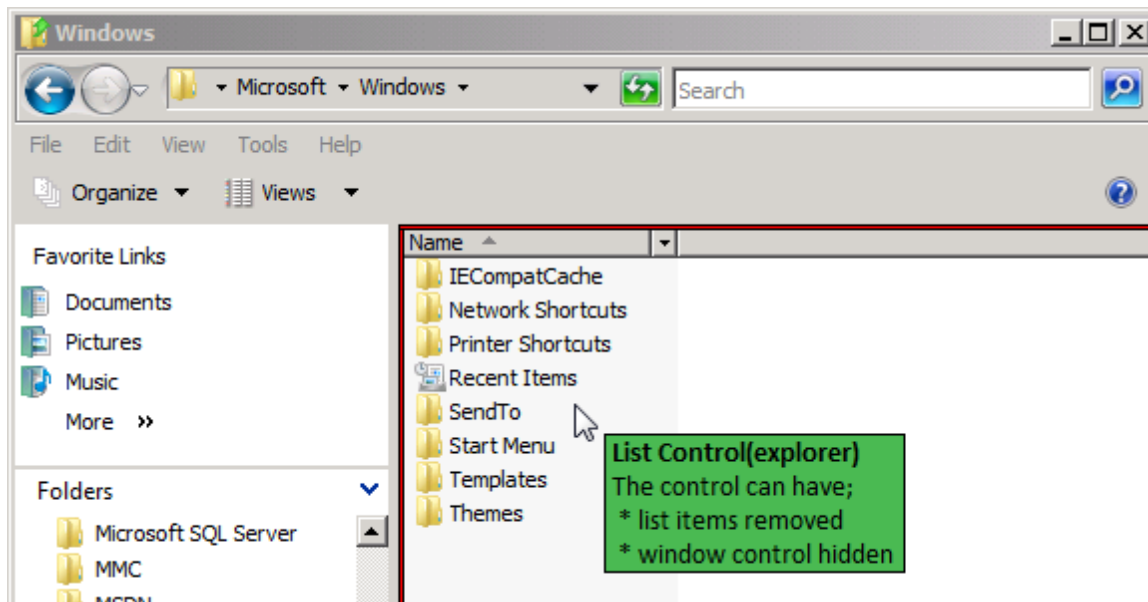 Windows
Microsoft Windows
Search
File Edit View Tools Help
Organize Views
Favorite Links
Documents
Pictures
Music
More »
Folders
Microsoft SQL Server
MMC
MSDN
Name
IECompatCache
Network Shortcuts
Printer Shortcuts
Recent Items
SendTo
Start Menu
Templates
Themes
List Control(explorer)
The control can have;
* list items removed
* window control hidden